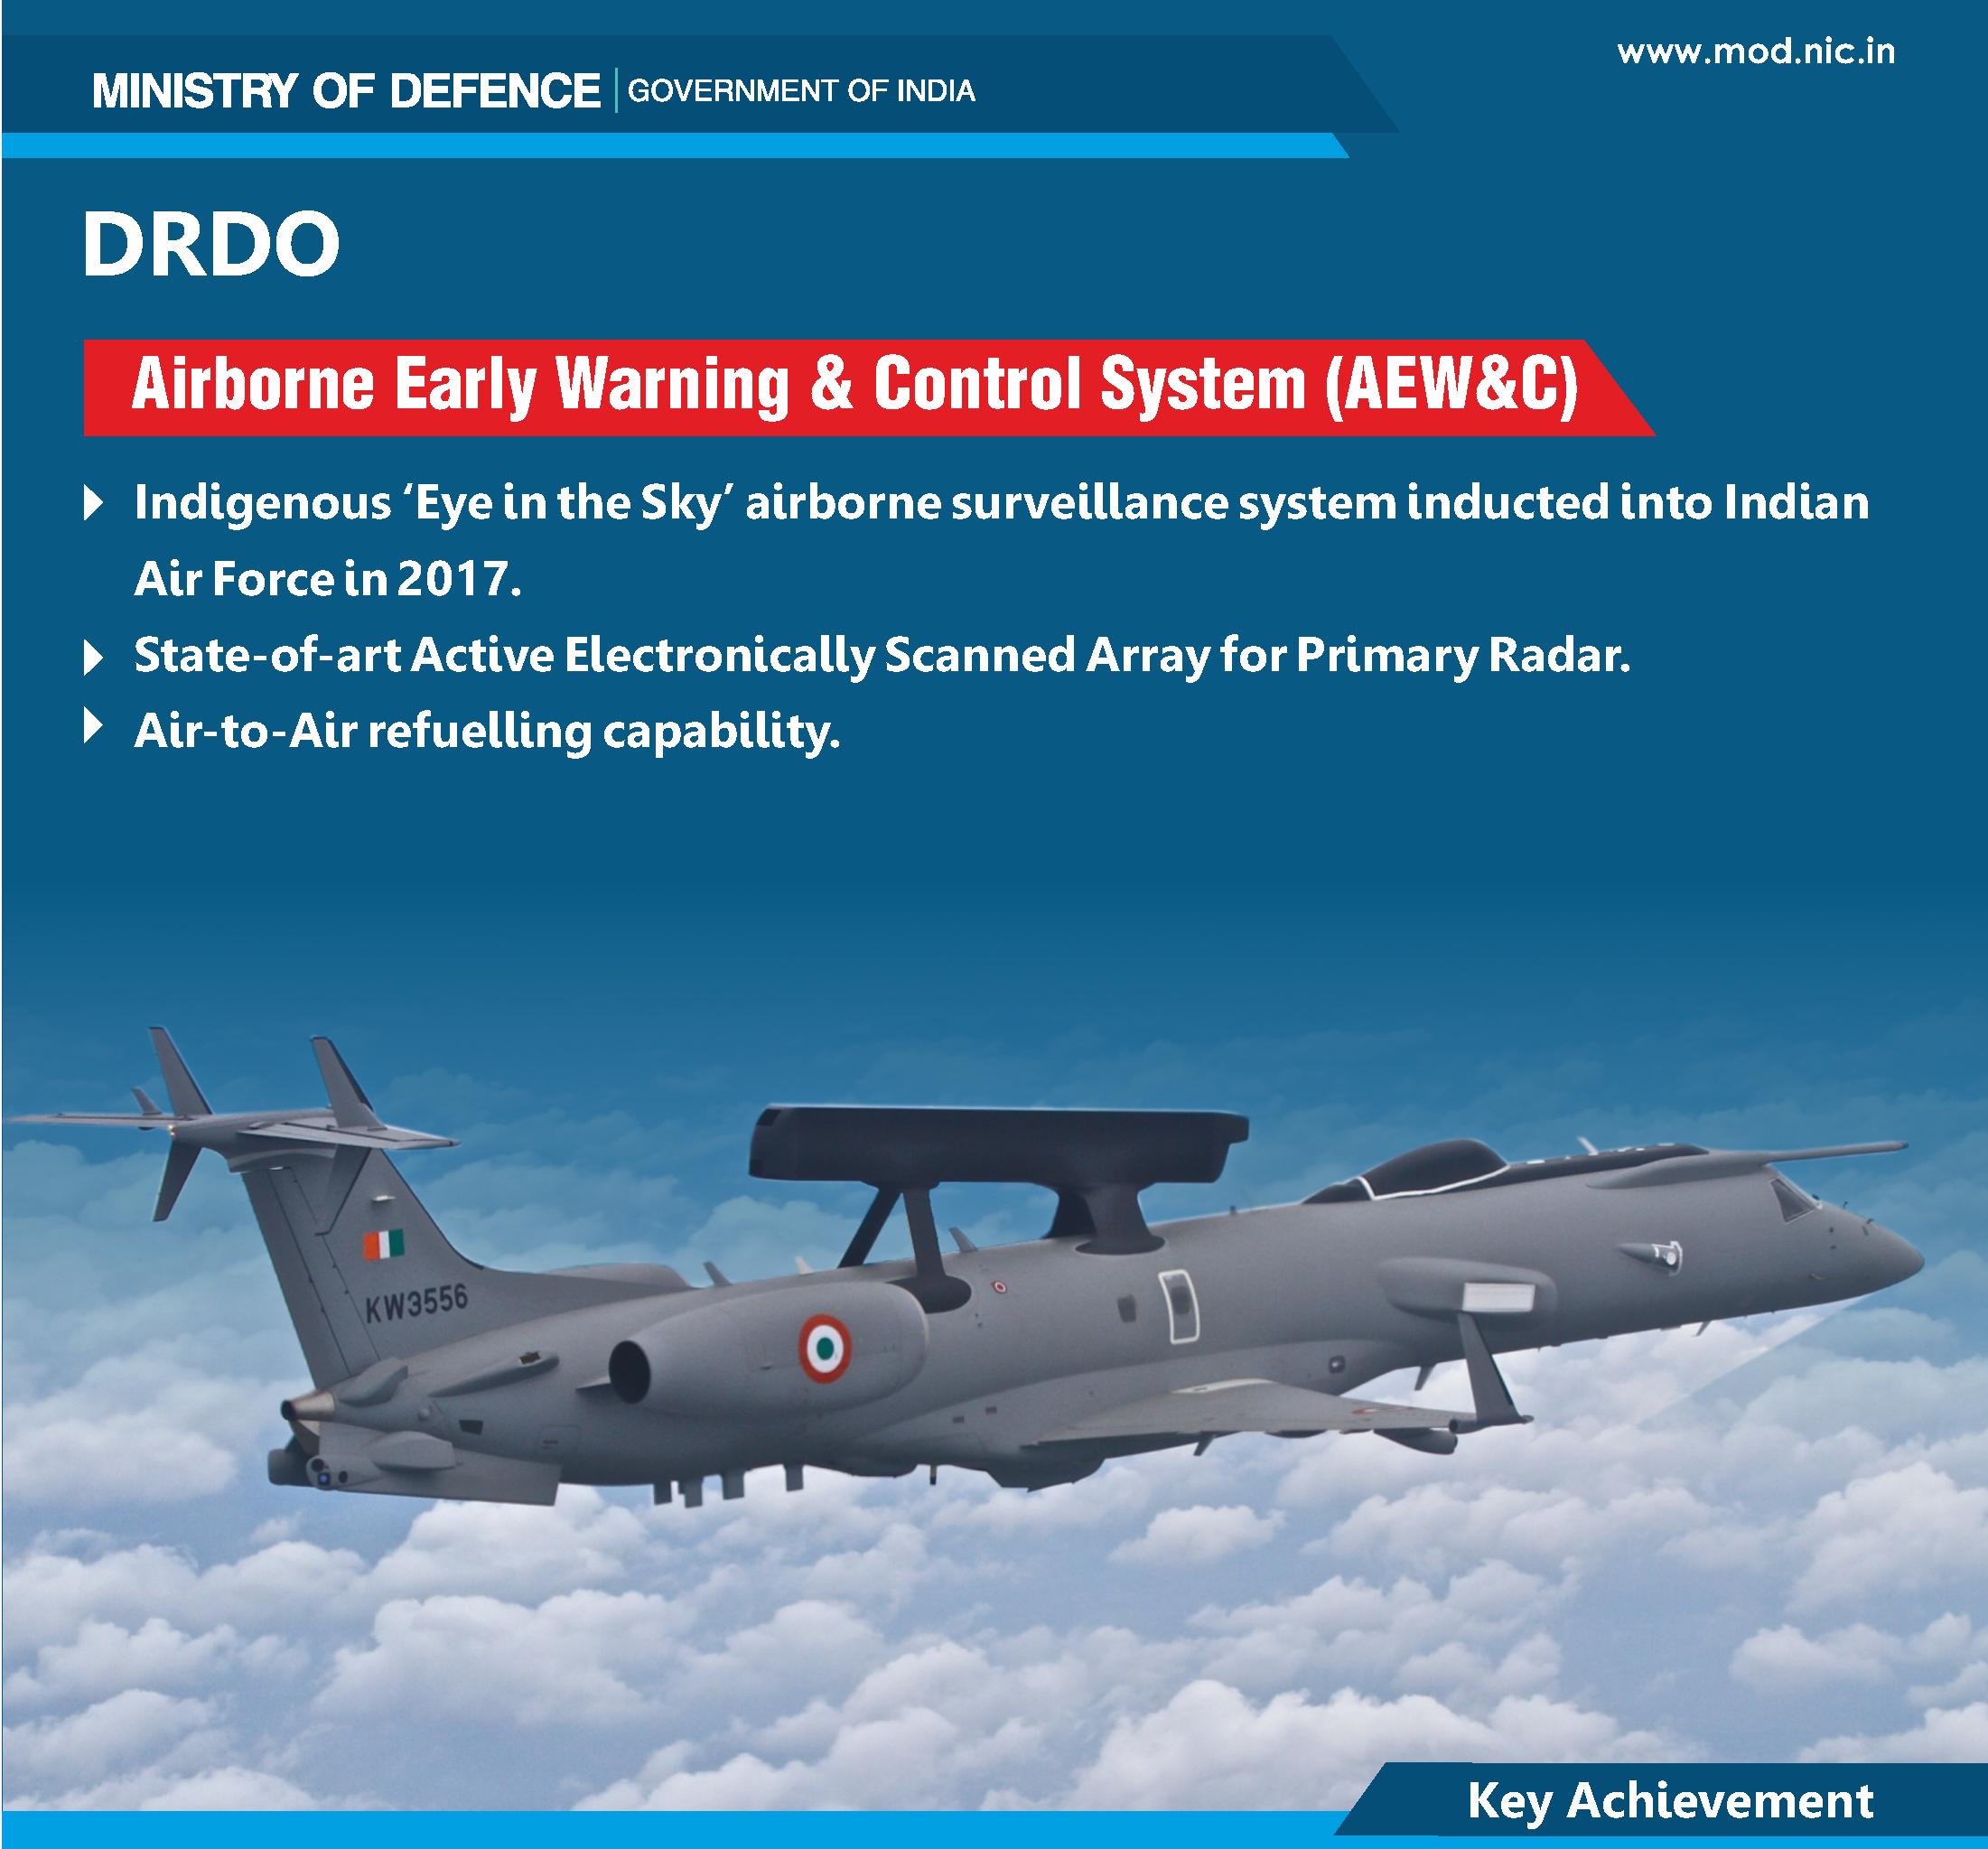 www.mod.nic.in
MINISTRY OF DEFENCE | GOVERNMENT OF INDIA
DRDO
Airborne Early Warning & Control System (AEW&C)
Indigenous ‘Eye in the Sky’ airborne surveillance system inducted into Indian
Air Force in 2017.
State-of-art Active Electronically Scanned Array for Primary Radar.
Air-to-Air refuelling capability.
KW3556
Key Achievement